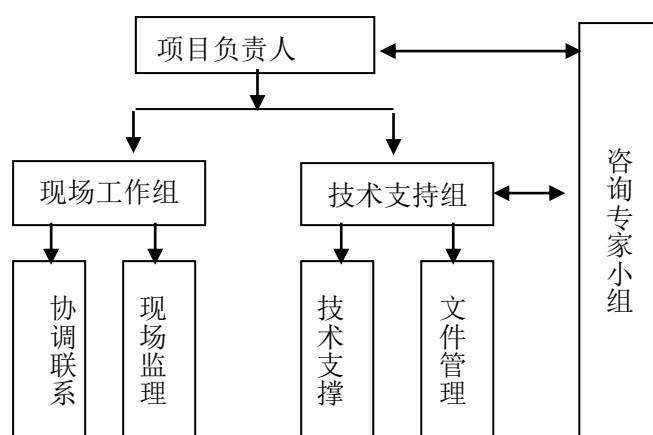 项目负责人
现场工作组
技术支持组
咨询专家小组
协调联系
现场监理
技术支撑
文件管理